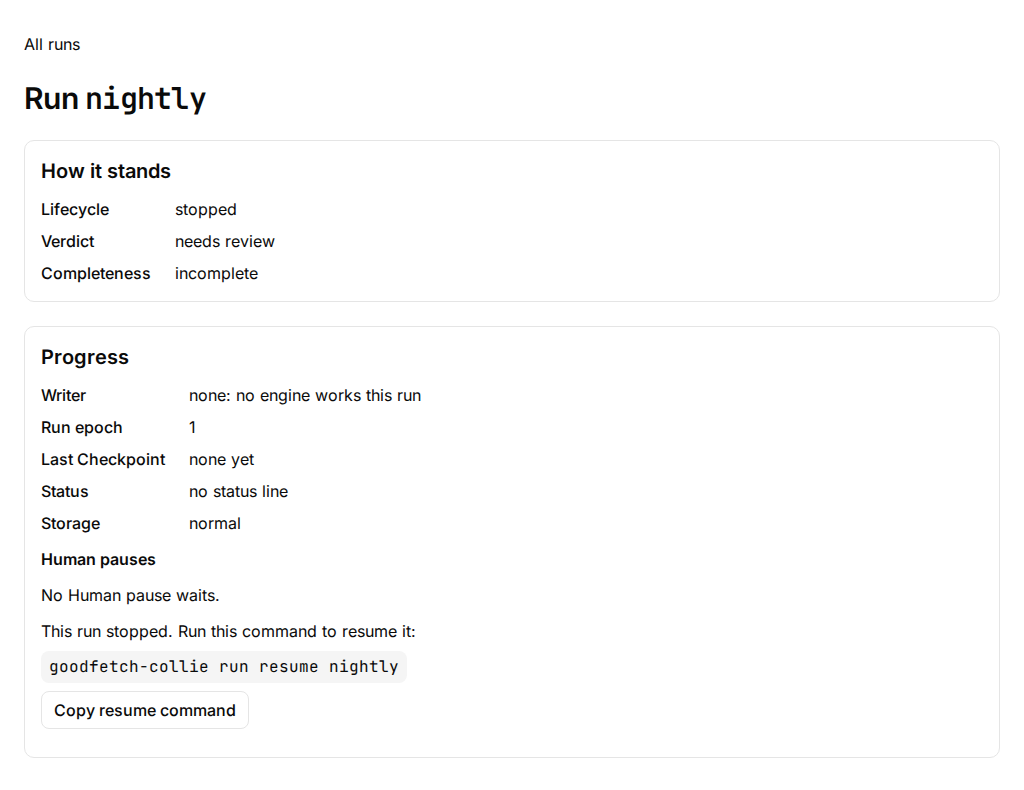 All runs
Run nightly
How it stands
Lifecycle stopped
Verdict needs review
Completeness incomplete
Progress
Writer none: no engine works this run
Run epoch 1
Last Checkpoint none yet
Status no status line
Storage normal
Human pauses
No Human pause waits.
This run stopped. Run this command to resume it:
goodfetch-collie run resume nightly
Copy resume command